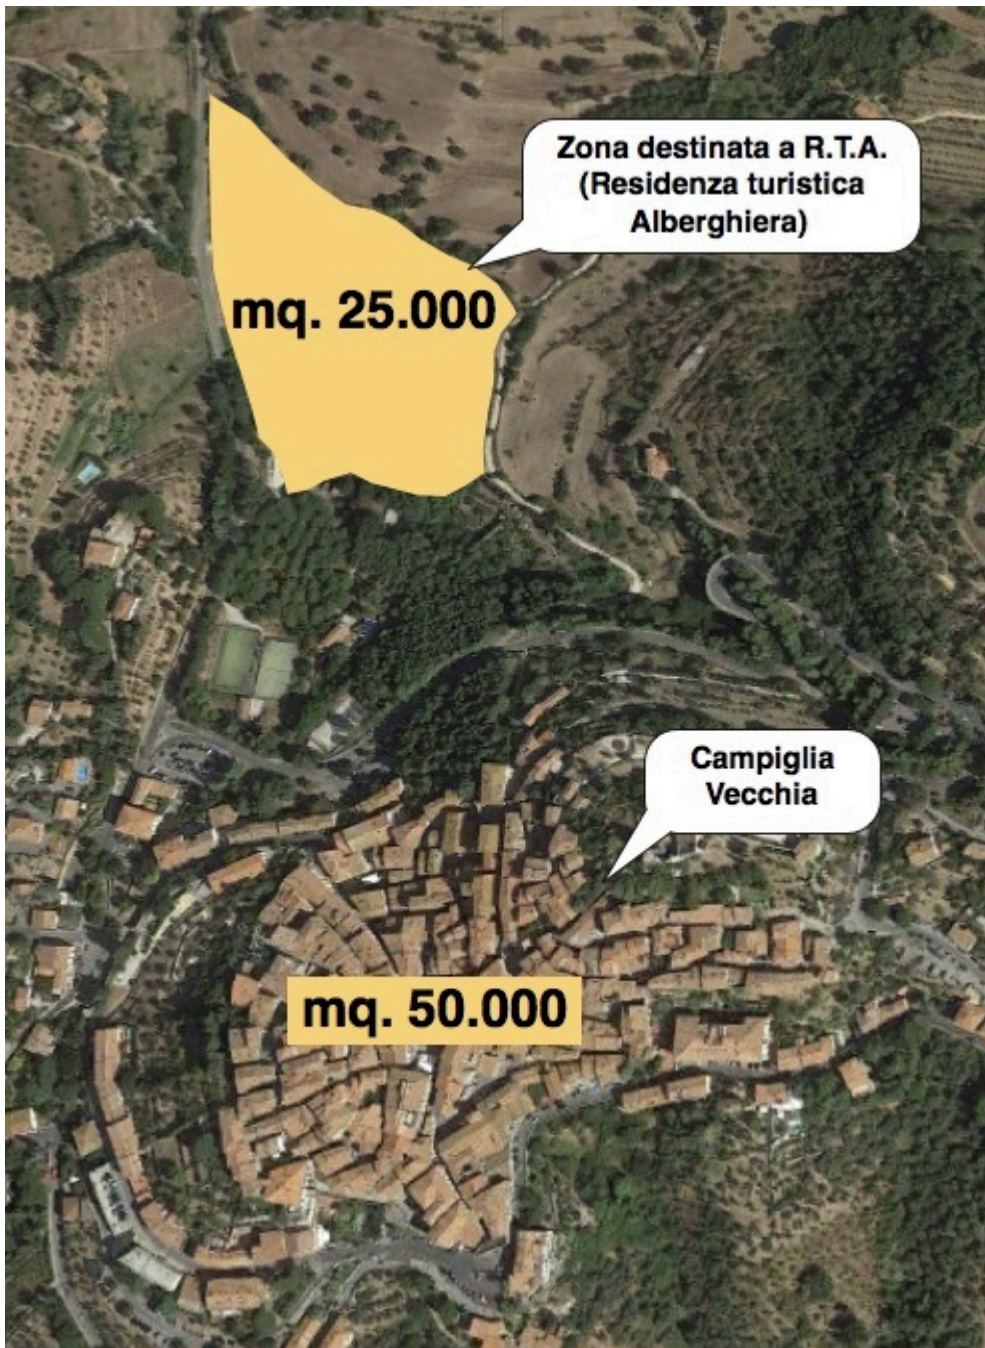 Zona destinata a R.T.A.
(Residenza turistica
Alberghiera)
mq. 25.000
Campiglia
Vecchia
mq. 50.000